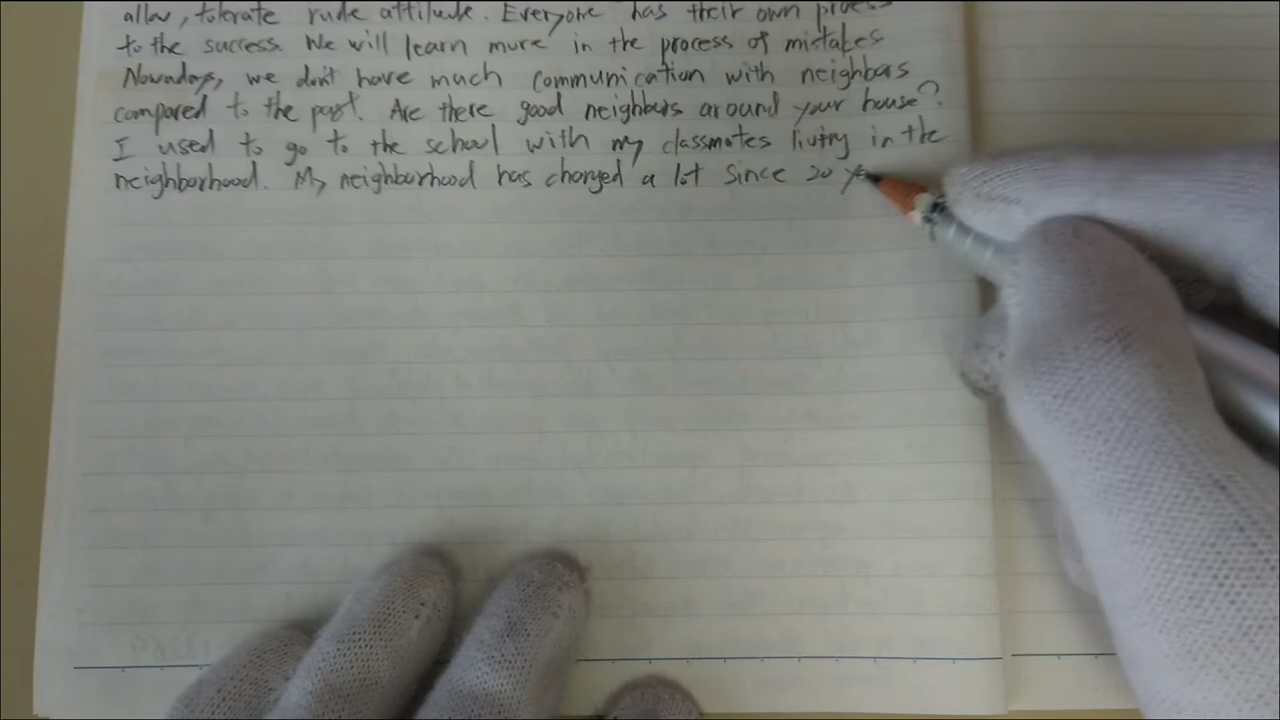 allow, tolerate rude attitude. Everyone has their own process
to the success. We will learn more in the process of mistakes
Nowadays, we don't have much communication with neighbors
compared to the past. Are there good neighbors around your house?
I used to go to the school with my classmates living in the
neighborhood. My neighborhood has changed a lot since 20 yea